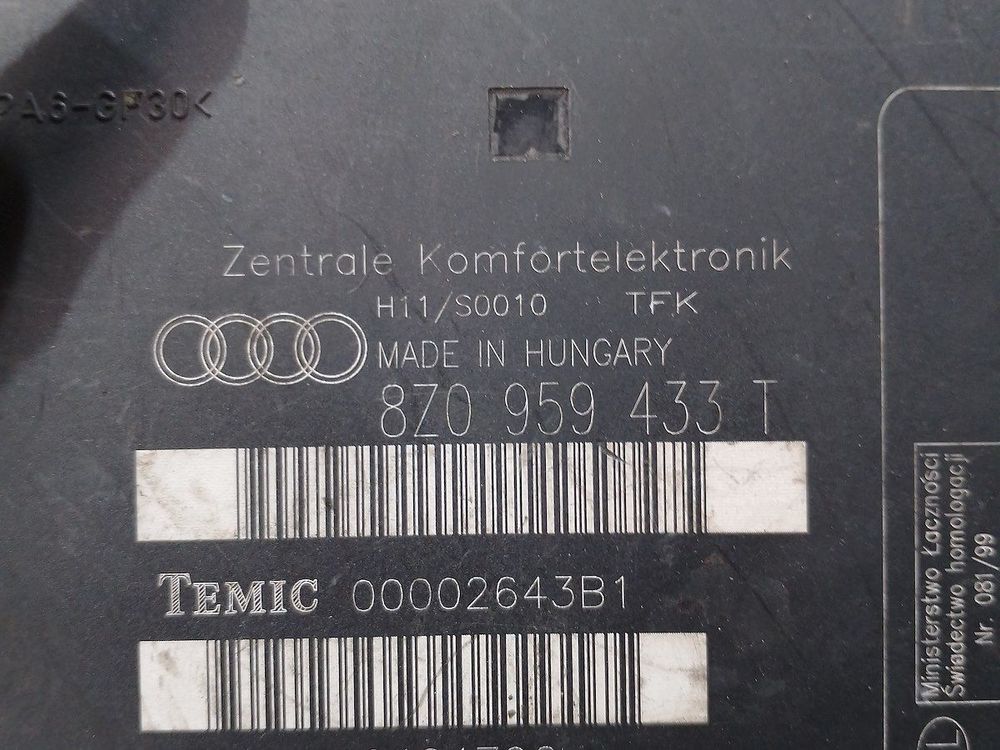 >PA6-GF30<
Zentrale Komfortelektronik
H11/S0010 TFK
MADE IN HUNGARY
8Z0 959 433 T
TEMIC 00002643B1
Ministerstwo Łączności
Świadectwo homologacji
Nr. 081/99